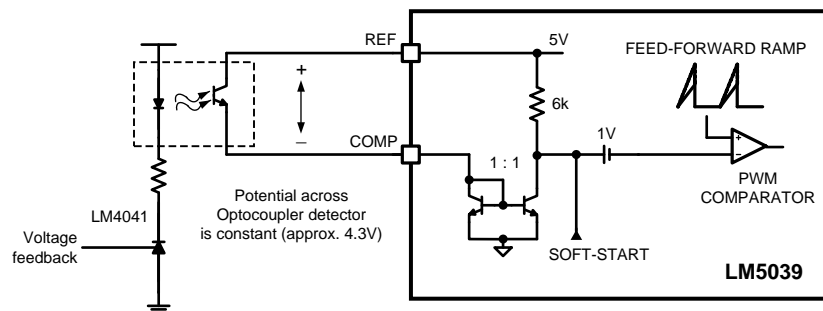 REF
5V
FEED-FORWARD RAMP
+
6k
1V
COMP
1 : 1
+
–
–
PWM
COMPARATOR
Potential across
Optocoupler detector
is constant (approx. 4.3V)
LM4041
Voltage
feedback
SOFT-START
LM5039